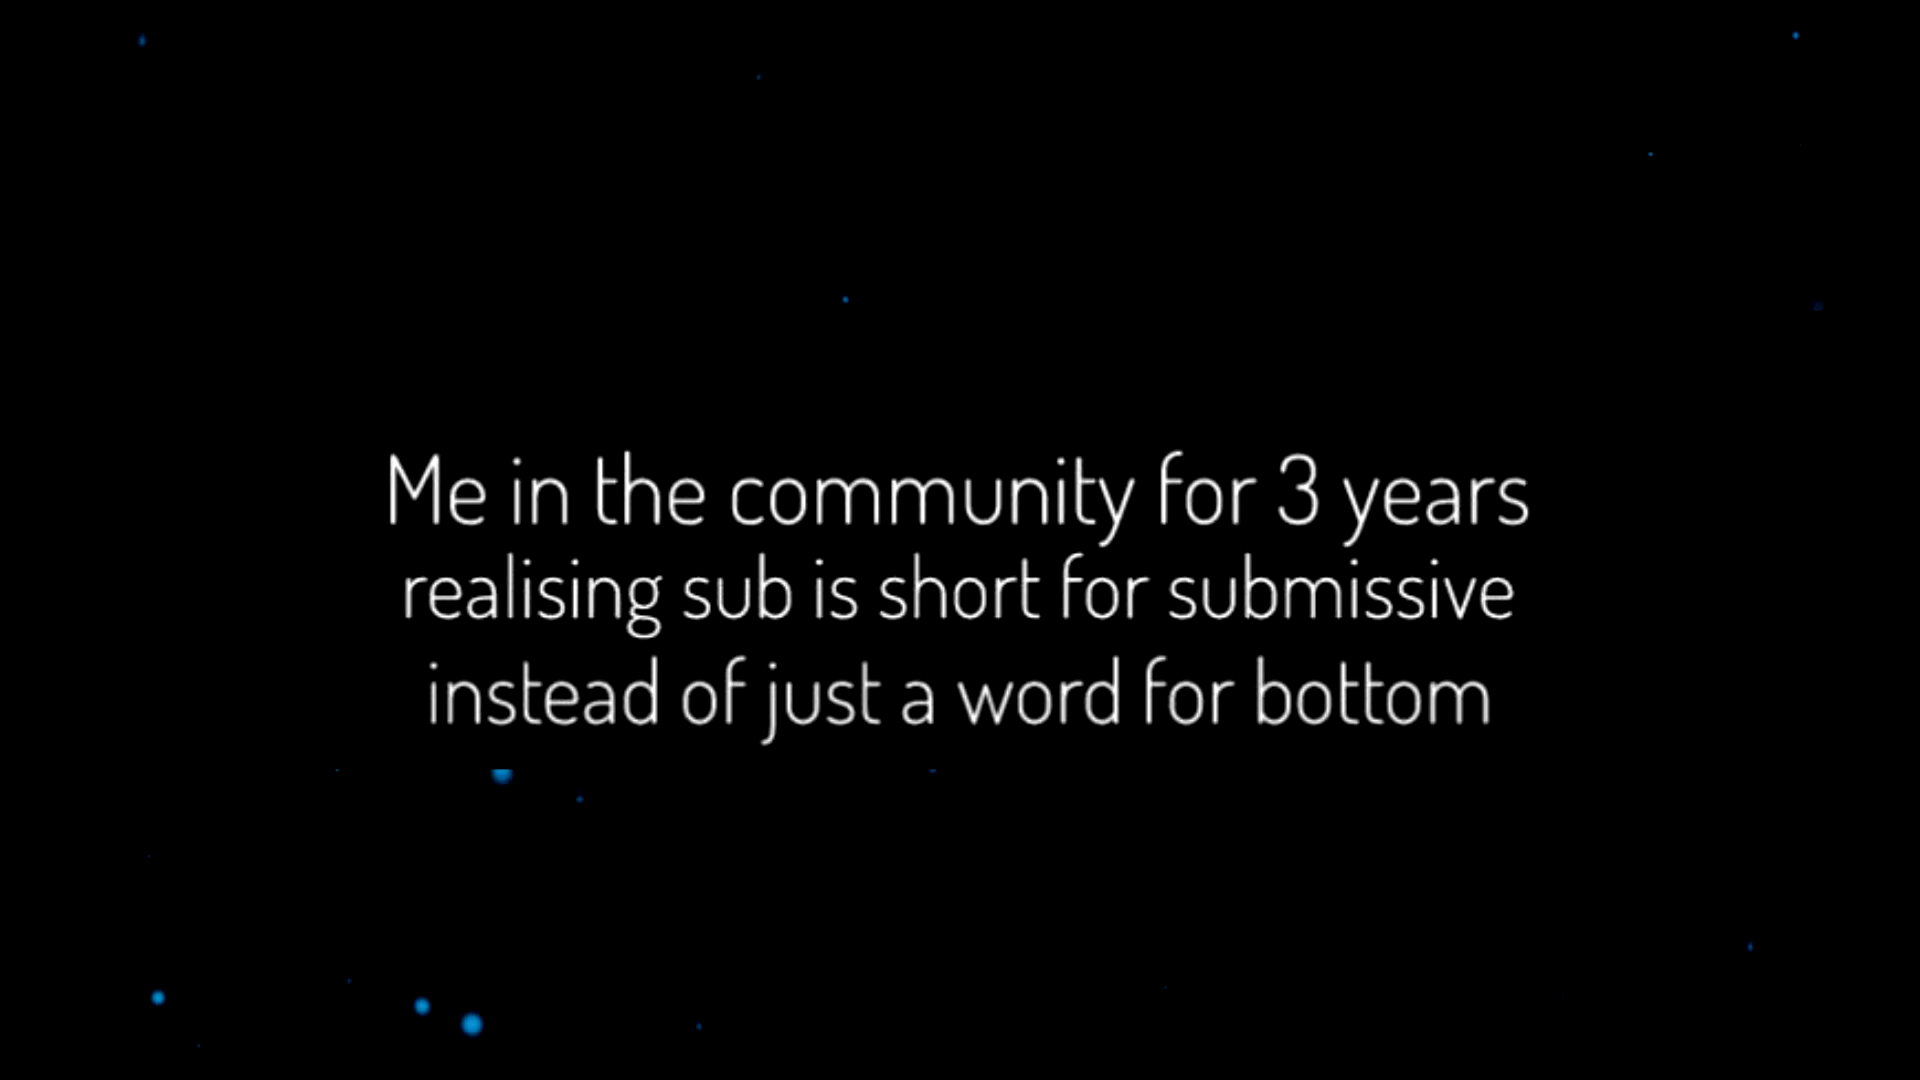 Me in the community for 3 years
realising sub is short for submissive
instead of just a word for bottom